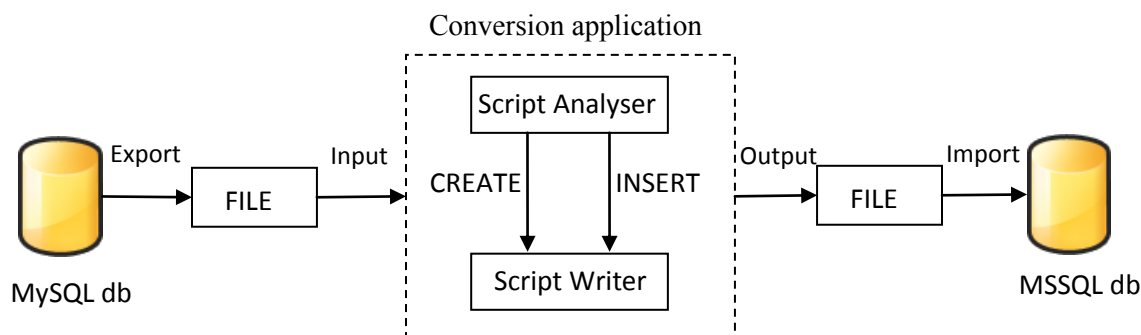 Conversion application
Script Analyser
Export
Input
Output
Import
CREATE
INSERT
FILE
FILE
Script Writer
MySQL db
MSSQL db